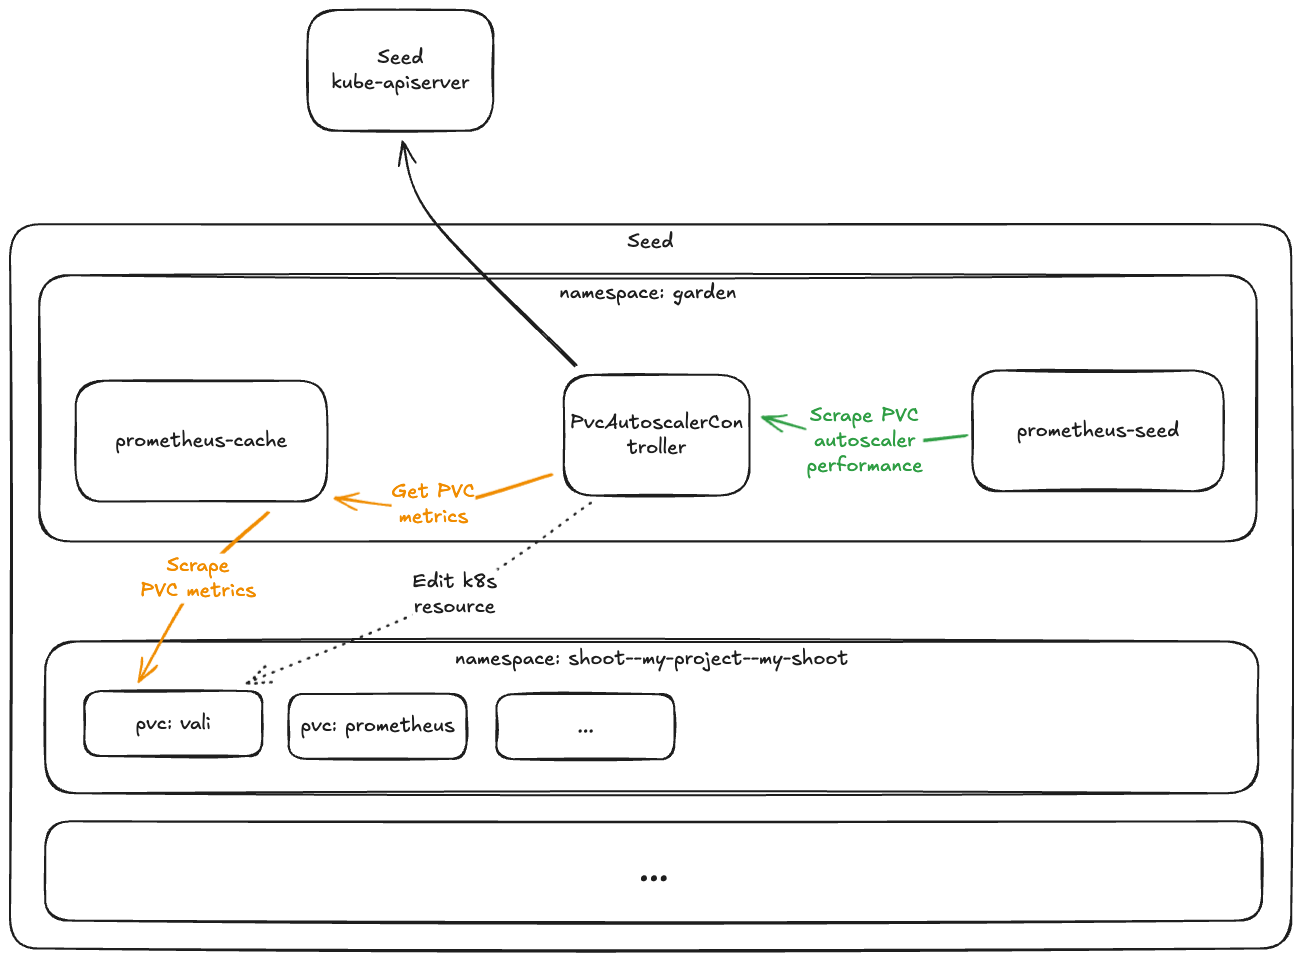 Seed
kube-apiserver
Seed
namespace: garden
prometheus-cache
PvcAutoscalerCon
troller
Scrape PVC
autoscaler
performance
prometheus-seed
Get PVC
metrics
Scrape
PVC metrics
Edit k8s
resource
namespace: shoot--my-project--my-shoot
pvc: vali
pvc: prometheus
...
...